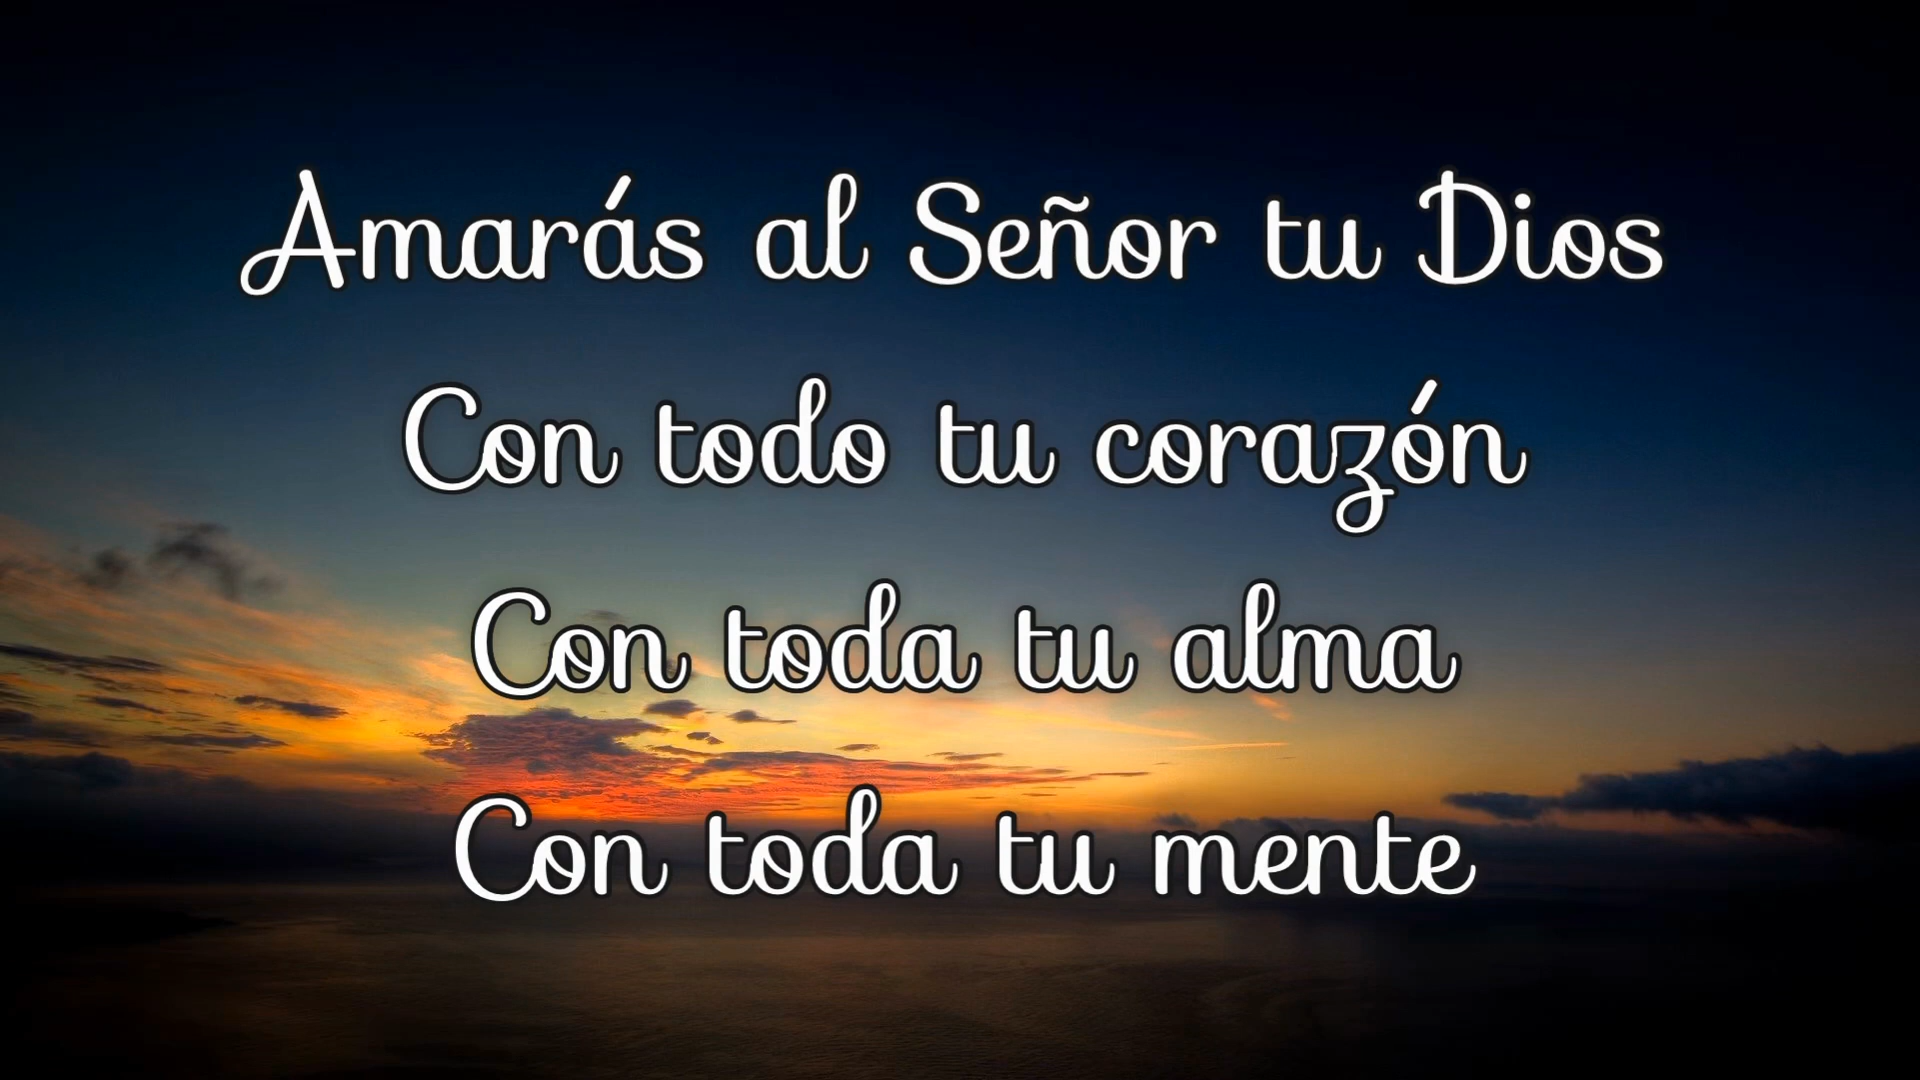 Amarás al Señor tu Dios
Con todo tu corazón
Con toda tu alma
Con toda tu mente